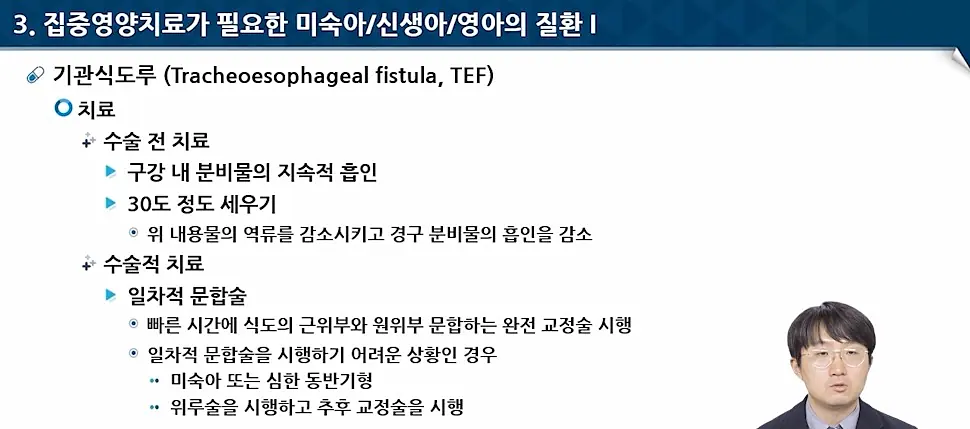 3. 집중영양치료가 필요한 미숙아/신생아/영아의 질환 I
기관식도루 (Tracheoesophageal fistula, TEF)
치료
수술 전 치료
구강 내 분비물의 지속적 흡인
30도 정도 세우기
위 내용물의 역류를 감소시키고 경구 분비물의 흡인을 감소
수술적 치료
일차적 문합술
빠른 시간에 식도의 근위부와 원위부 문합하는 완전 교정술 시행
일차적 문합술을 시행하기 어려운 상황인 경우
미숙아 또는 심한 동반기형
위루술을 시행하고 추후 교정술을 시행